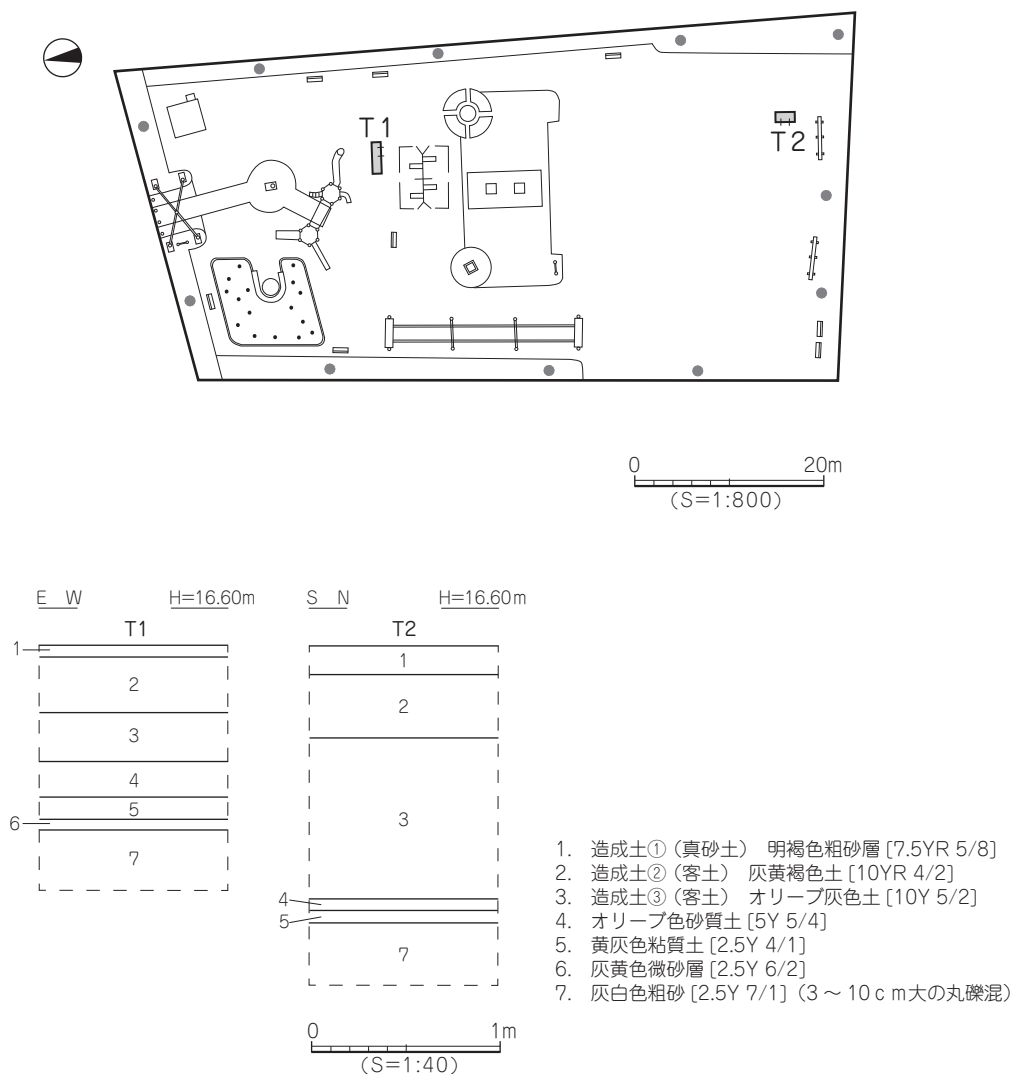 T1
T2
0 20m
(S=1:800)
E W H=16.60m
T1
1
2
3
4
5
6
7
S N H=16.60m
T2
1
2
3
4
5
7
0 1m
(S=1:40)
1. 造成土①（真砂土） 明褐色粗砂層 [7.5YR 5/8]
2. 造成土②（客土） 灰黄褐色土 [10YR 4/2]
3. 造成土③（客土） オリーブ灰色土 [10Y 5/2]
4. オリーブ色砂質土 [5Y 5/4]
5. 黄灰色粘質土 [2.5Y 4/1]
6. 灰黄色微砂層 [2.5Y 6/2]
7. 灰白色粗砂 [2.5Y 7/1]（3～10ｃｍ大の丸礫混）